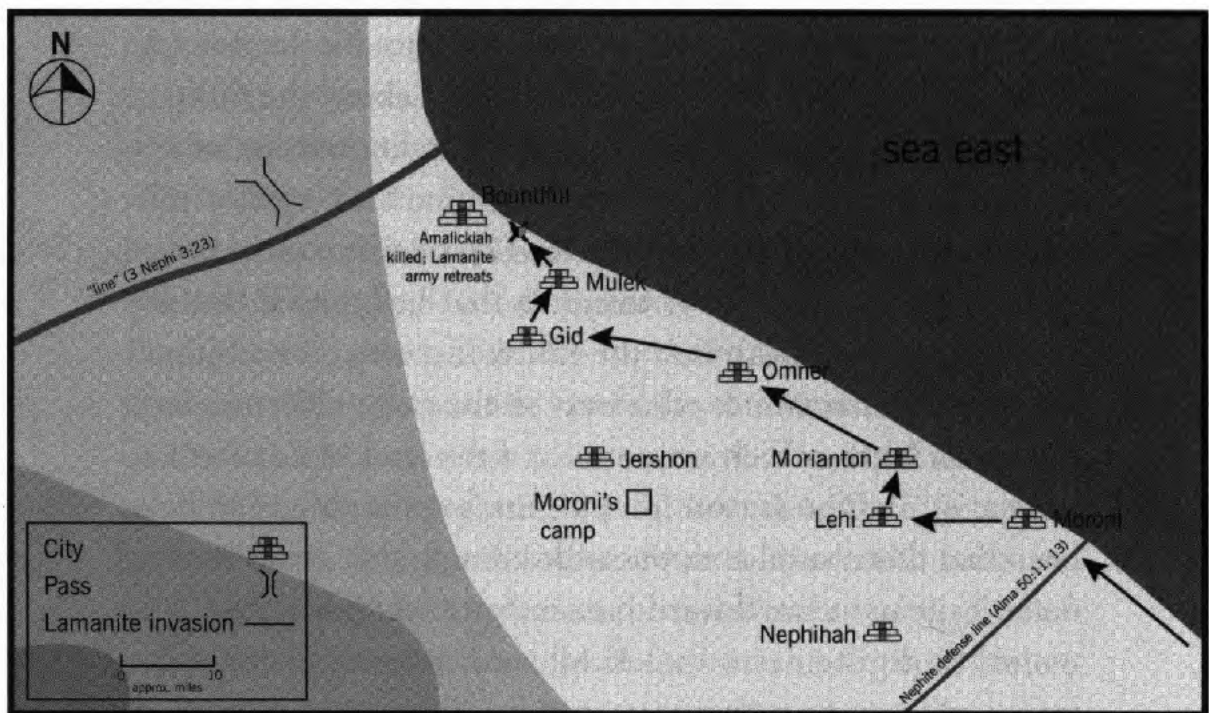 N
sea east
"line" (3 Nephi 3:23)
Bountiful
Amalickiah
killed; Lamanite
army retreats
Mulek
Gid
Omner
Jershon
Morianton
Moroni's
camp
Lehi
Moroni
Nephihah
Nephite defense line (Alma 50:11, 13)
City
Pass
Lamanite invasion
0 10
approx. miles